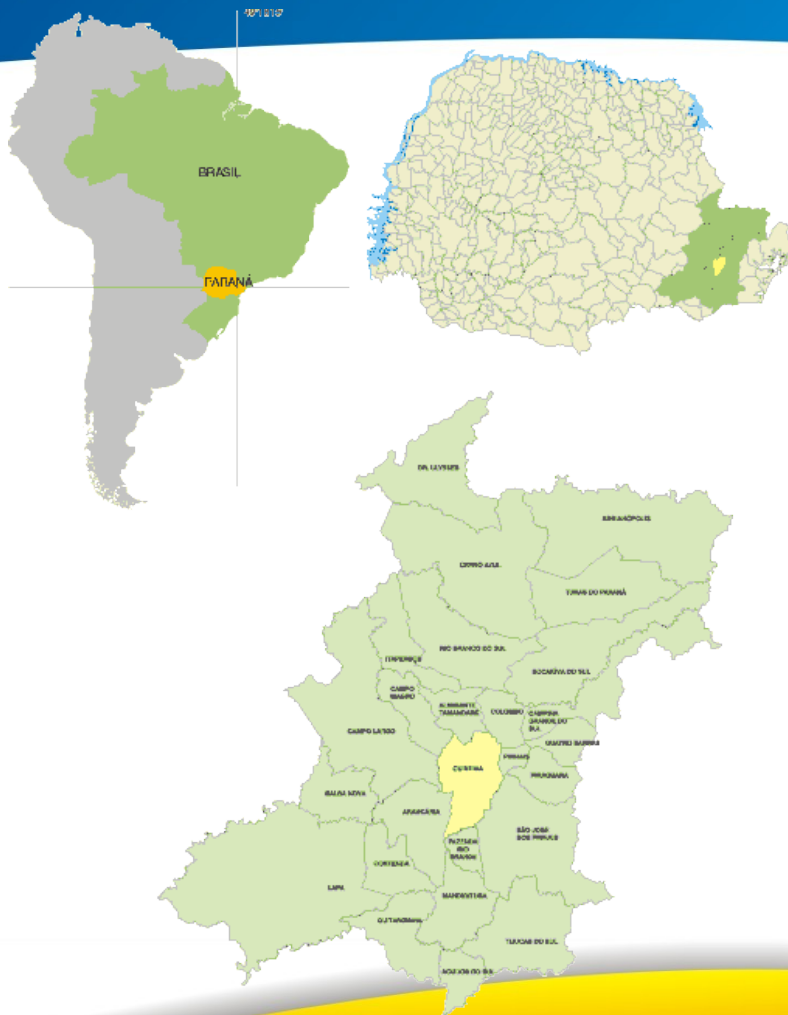 BRASIL
PARANÁ
DR. ULYSSES
ADRIANÓPOLIS
CERRO AZUL
TUNAS DO PARANÁ
RIO BRANCO DO SUL
ITAPERUÇU
BOCAIÚVA DO SUL
CAMPO
MAGRO
ALMIRANTE
TAMANDARÉ
COLOMBO
CAMPINA
GRANDE DO
SUL
CAMPO LARGO
QUATRO BARRAS
PINHAIS
CURITIBA
PIRAQUARA
BALSA NOVA
ARAUCÁRIA
SÃO JOSÉ
DOS PINHAIS
FAZENDA
RIO
GRANDE
CONTENDA
LAPA
MANDIRITUBA
QUITANDINHA
TIJUCAS DO SUL
AGUDOS DO SUL